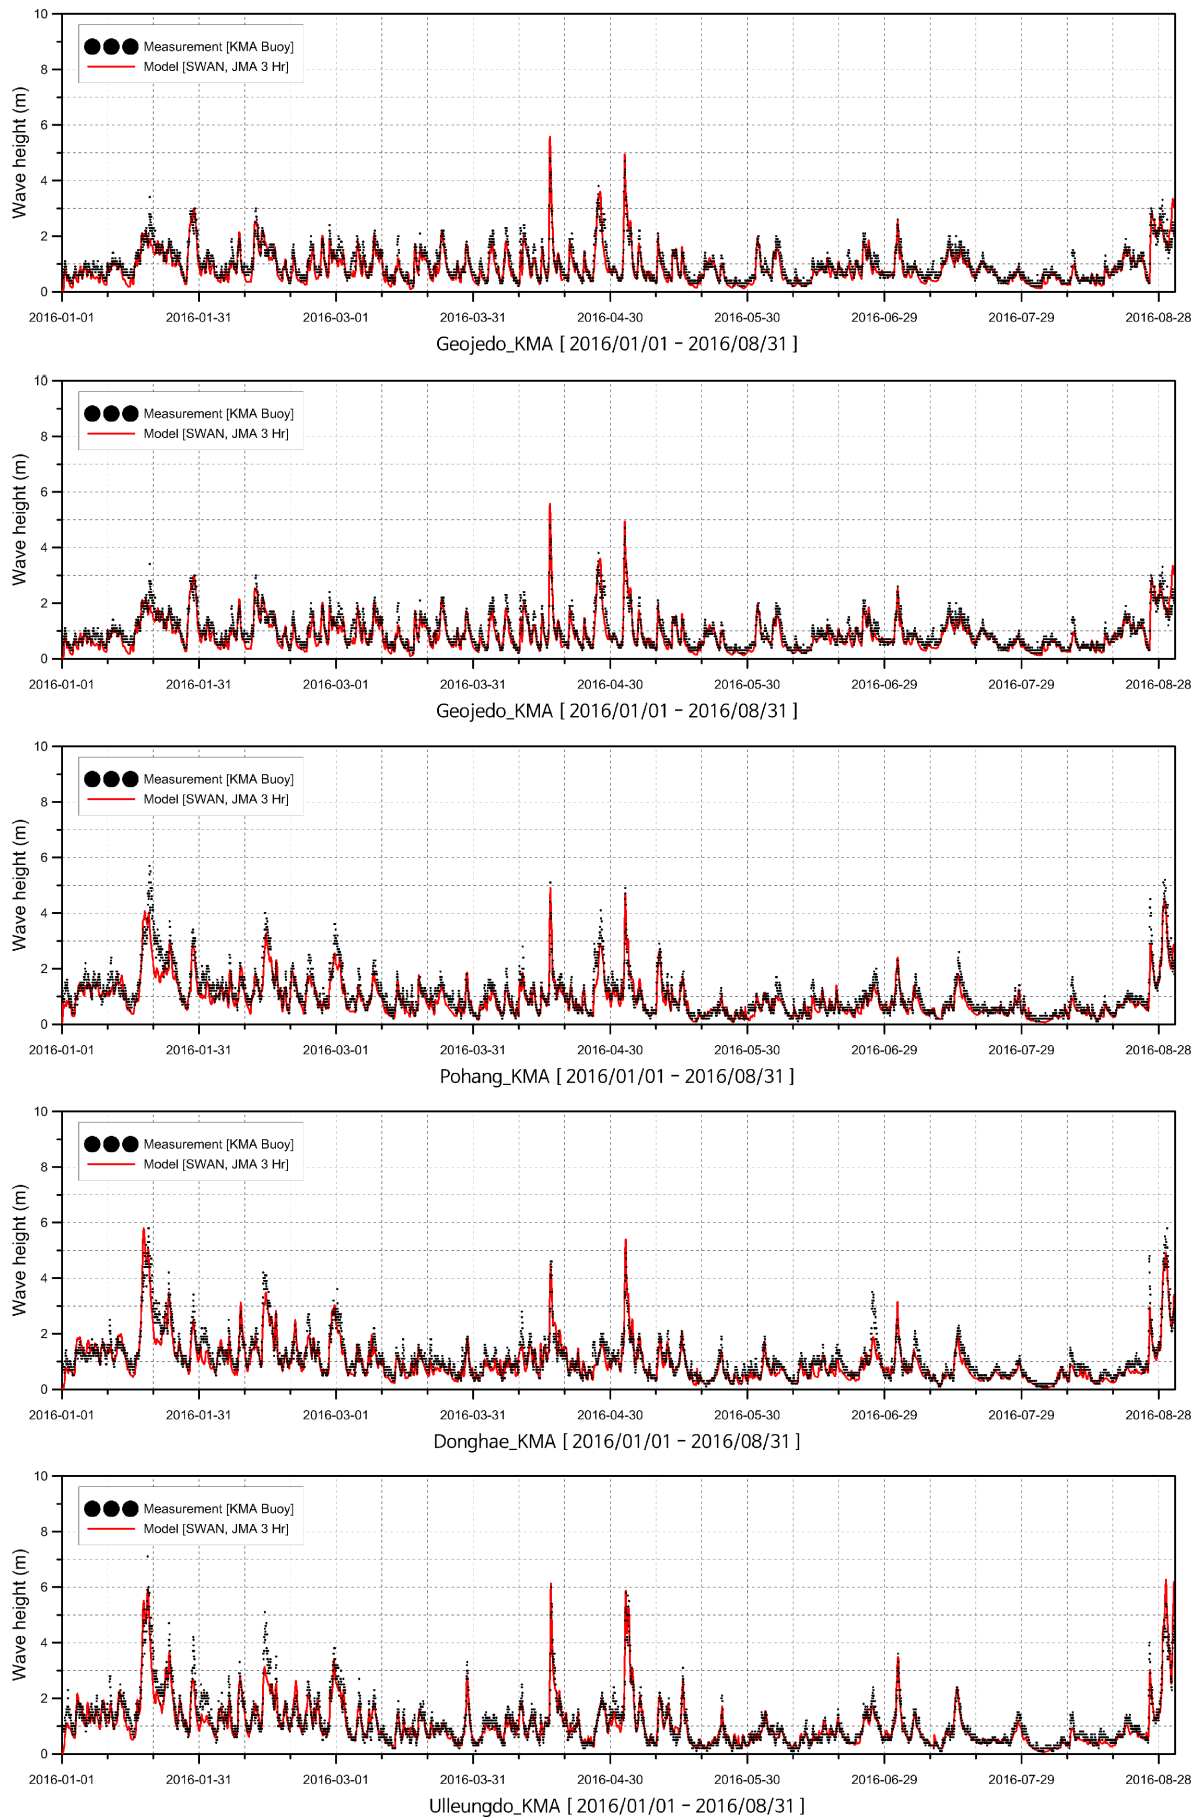 10
Measurement [KMA Buoy]
Model [SWAN, JMA 3 Hr]
8
6
4
2
0
Wave height (m)
2016-01-01 2016-01-31 2016-03-01 2016-03-31 2016-04-30 2016-05-30 2016-06-29 2016-07-29 2016-08-28
Geojedo_KMA [ 2016/01/01 - 2016/08/31 ]
10
Measurement [KMA Buoy]
Model [SWAN, JMA 3 Hr]
8
6
4
2
0
Wave height (m)
2016-01-01 2016-01-31 2016-03-01 2016-03-31 2016-04-30 2016-05-30 2016-06-29 2016-07-29 2016-08-28
Geojedo_KMA [ 2016/01/01 - 2016/08/31 ]
10
Measurement [KMA Buoy]
Model [SWAN, JMA 3 Hr]
8
6
4
2
0
Wave height (m)
2016-01-01 2016-01-31 2016-03-01 2016-03-31 2016-04-30 2016-05-30 2016-06-29 2016-07-29 2016-08-28
Pohang_KMA [ 2016/01/01 - 2016/08/31 ]
10
Measurement [KMA Buoy]
Model [SWAN, JMA 3 Hr]
8
6
4
2
0
Wave height (m)
2016-01-01 2016-01-31 2016-03-01 2016-03-31 2016-04-30 2016-05-30 2016-06-29 2016-07-29 2016-08-28
Donghae_KMA [ 2016/01/01 - 2016/08/31 ]
10
Measurement [KMA Buoy]
Model [SWAN, JMA 3 Hr]
8
6
4
2
0
Wave height (m)
2016-01-01 2016-01-31 2016-03-01 2016-03-31 2016-04-30 2016-05-30 2016-06-29 2016-07-29 2016-08-28
Ulleungdo_KMA [ 2016/01/01 - 2016/08/31 ]